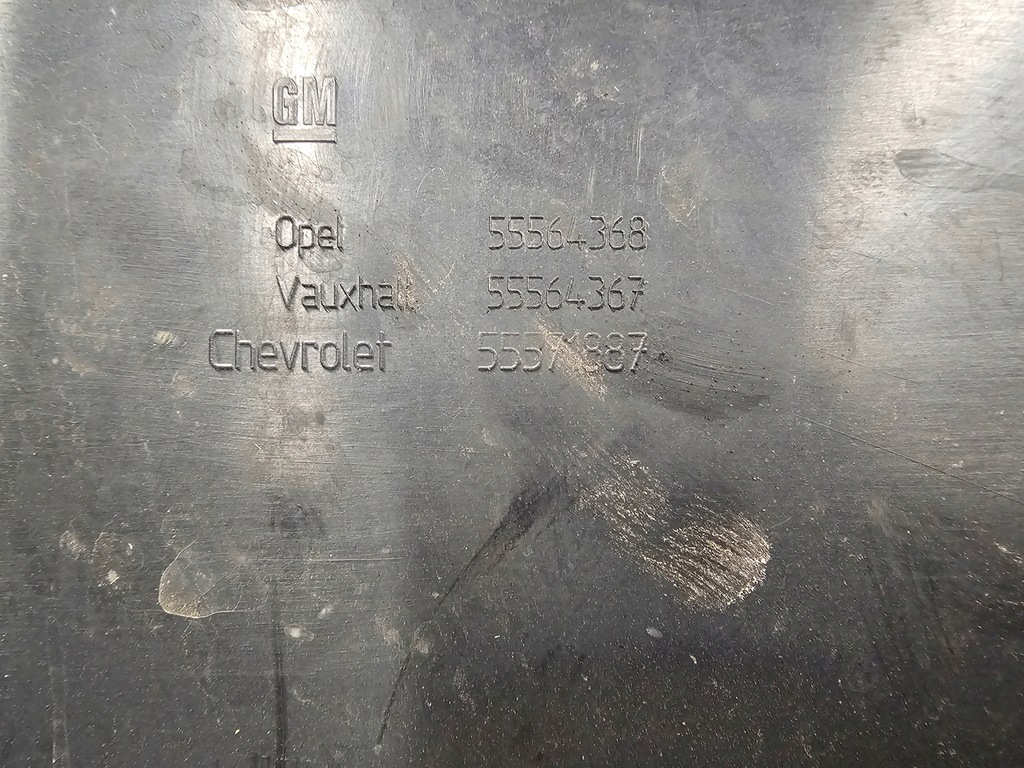 GM
Opel 55564368
Vauxhall 55564367
Chevrolet 55571887